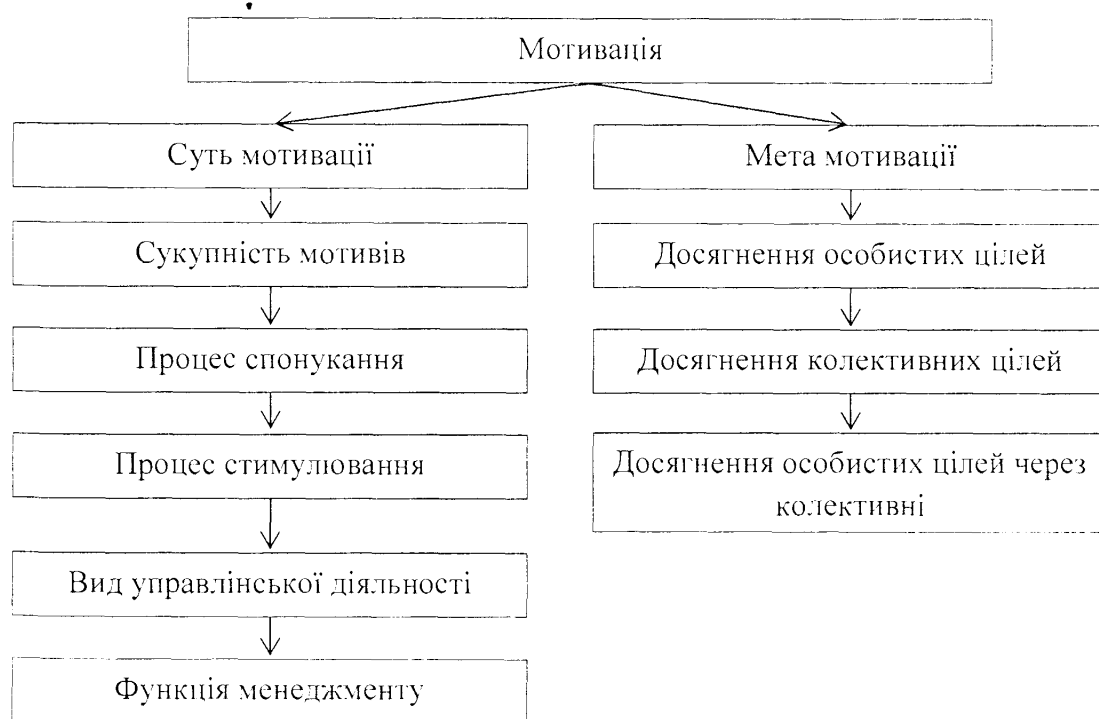 Мотивація
Суть мотивації
Мета мотивації
Сукупність мотивів
Досягнення особистих цілей
Процес спонукання
Досягнення колективних цілей
Процес стимулювання
Досягнення особистих цілей через
колективні
Вид управлінської діяльності
Функція менеджменту